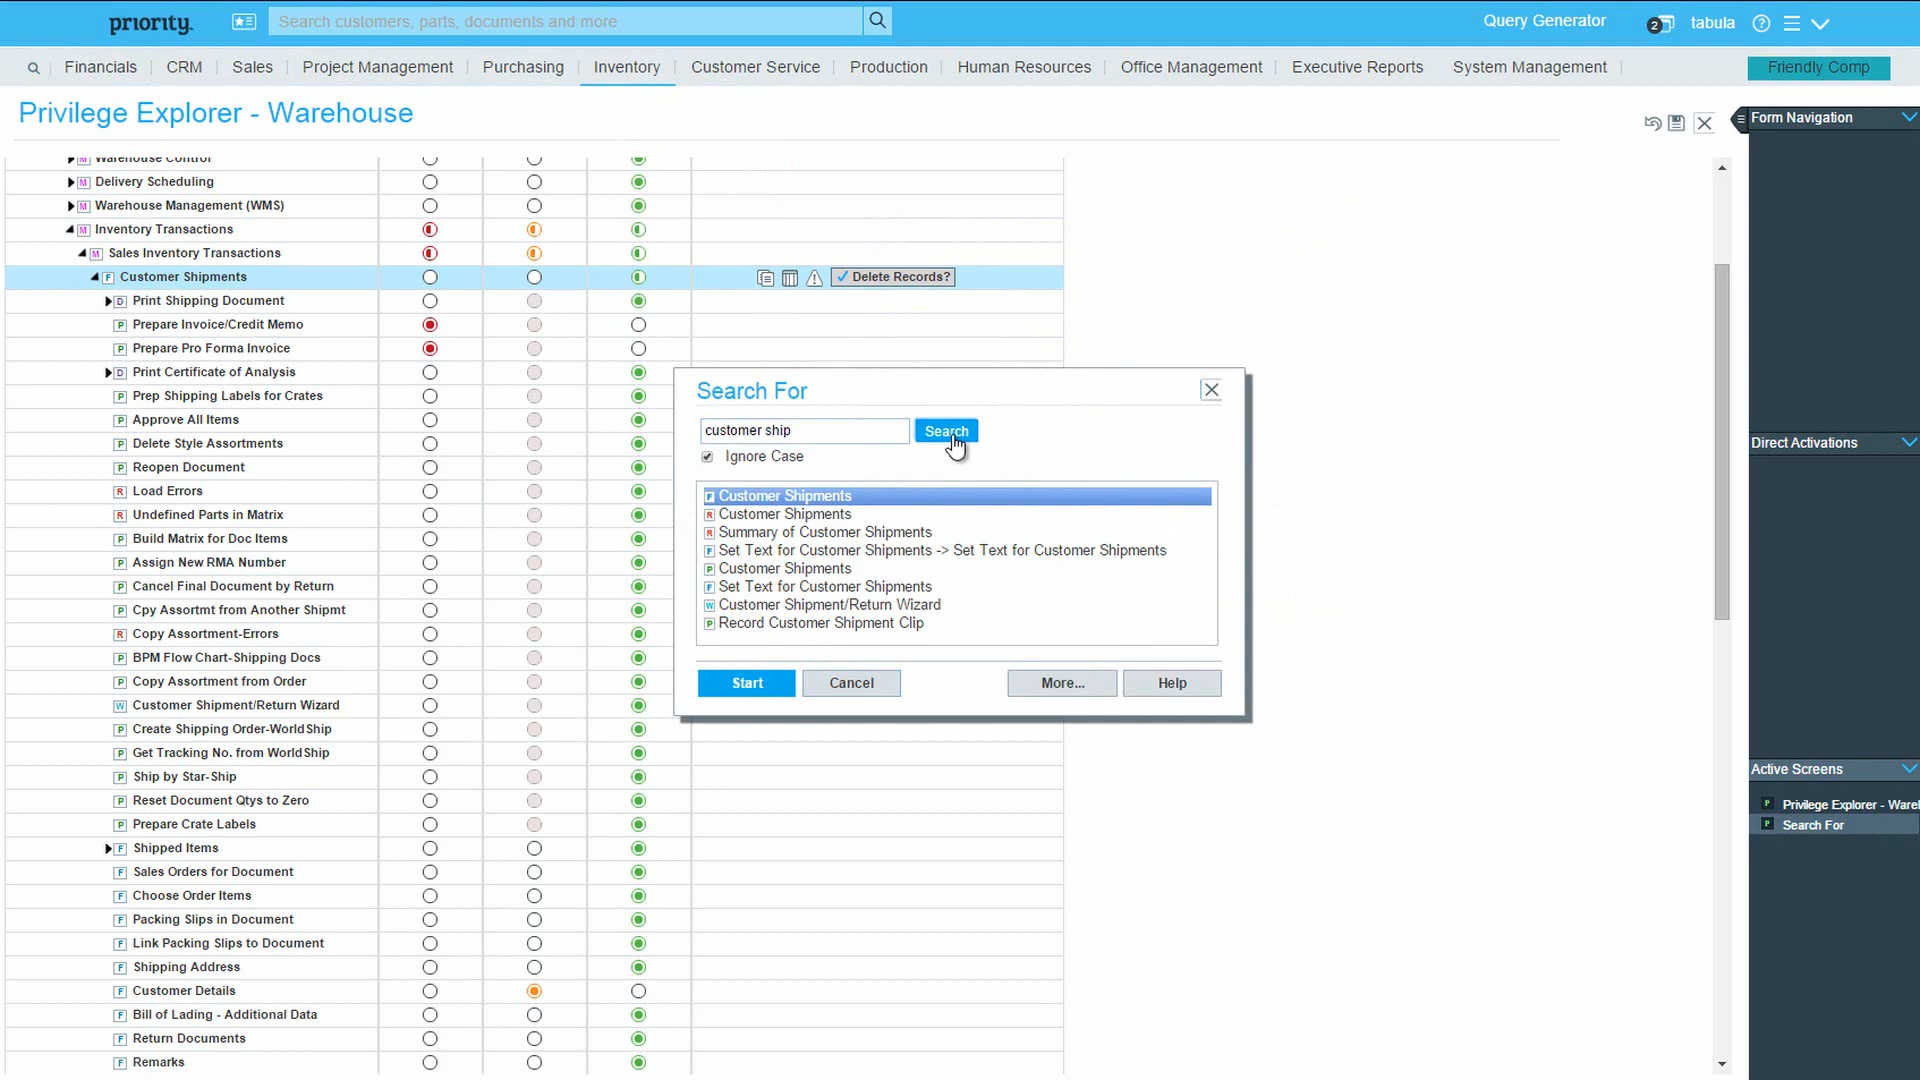 priority.
Search customers, parts, documents and more
Query Generator
2
tabula
Financials
CRM
Sales
Project Management
Purchasing
Inventory
Customer Service
Production
Human Resources
Office Management
Executive Reports
System Management
Friendly Comp
Privilege Explorer - Warehouse
M Warehouse Control
M Delivery Scheduling
M Warehouse Management (WMS)
M Inventory Transactions
M Sales Inventory Transactions
F Customer Shipments
Delete Records?
D Print Shipping Document
P Prepare Invoice/Credit Memo
P Prepare Pro Forma Invoice
D Print Certificate of Analysis
P Prep Shipping Labels for Crates
P Approve All Items
P Delete Style Assortments
P Reopen Document
R Load Errors
R Undefined Parts in Matrix
P Build Matrix for Doc Items
P Assign New RMA Number
P Cancel Final Document by Return
P Cpy Assortmt from Another Shipmt
R Copy Assortment-Errors
P BPM Flow Chart-Shipping Docs
P Copy Assortment from Order
W Customer Shipment/Return Wizard
P Create Shipping Order-WorldShip
P Get Tracking No. from WorldShip
P Ship by Star-Ship
P Reset Document Qtys to Zero
P Prepare Crate Labels
F Shipped Items
F Sales Orders for Document
F Choose Order Items
F Packing Slips in Document
F Link Packing Slips to Document
F Shipping Address
F Customer Details
F Bill of Lading - Additional Data
F Return Documents
F Remarks
Search For
customer ship
Search
Ignore Case
F Customer Shipments
R Customer Shipments
R Summary of Customer Shipments
F Set Text for Customer Shipments -> Set Text for Customer Shipments
P Customer Shipments
F Set Text for Customer Shipments
W Customer Shipment/Return Wizard
P Record Customer Shipment Clip
Start
Cancel
More...
Help
Form Navigation
Direct Activations
Active Screens
P Privilege Explorer - Warel
P Search For